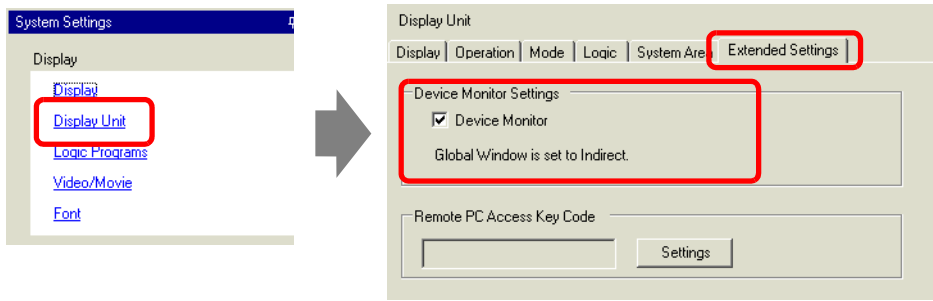 System Settings
Display
Display
Display Unit
Logic Programs
Video/Movie
Font
Display Unit
Display
Operation
Mode
Logic
System Area
Extended Settings
Device Monitor Settings
Device Monitor
Global Window is set to Indirect.
Remote PC Access Key Code
Settings